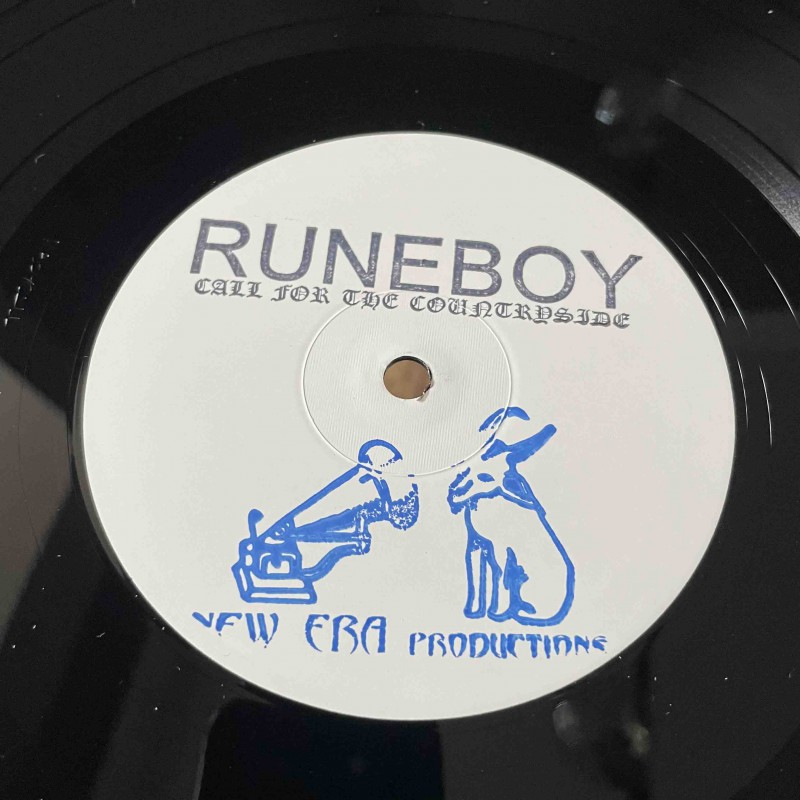 RUNEBOY
CALL FOR THE COUNTRYSIDE
NEW ERA PRODUCTIONS